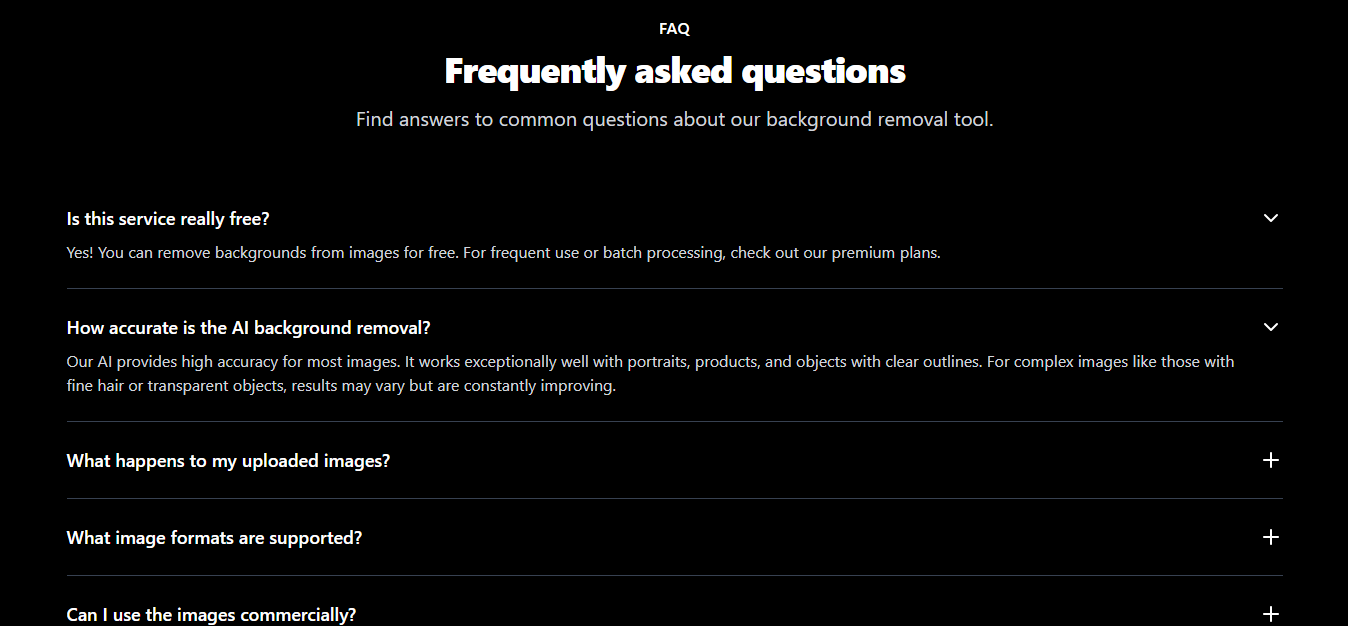 FAQ
Frequently asked questions
Find answers to common questions about our background removal tool.
Is this service really free?
Yes! You can remove backgrounds from images for free. For frequent use or batch processing, check out our premium plans.
How accurate is the AI background removal?
Our AI provides high accuracy for most images. It works exceptionally well with portraits, products, and objects with clear outlines. For complex images like those with
fine hair or transparent objects, results may vary but are constantly improving.
What happens to my uploaded images?
What image formats are supported?
Can I use the images commercially?